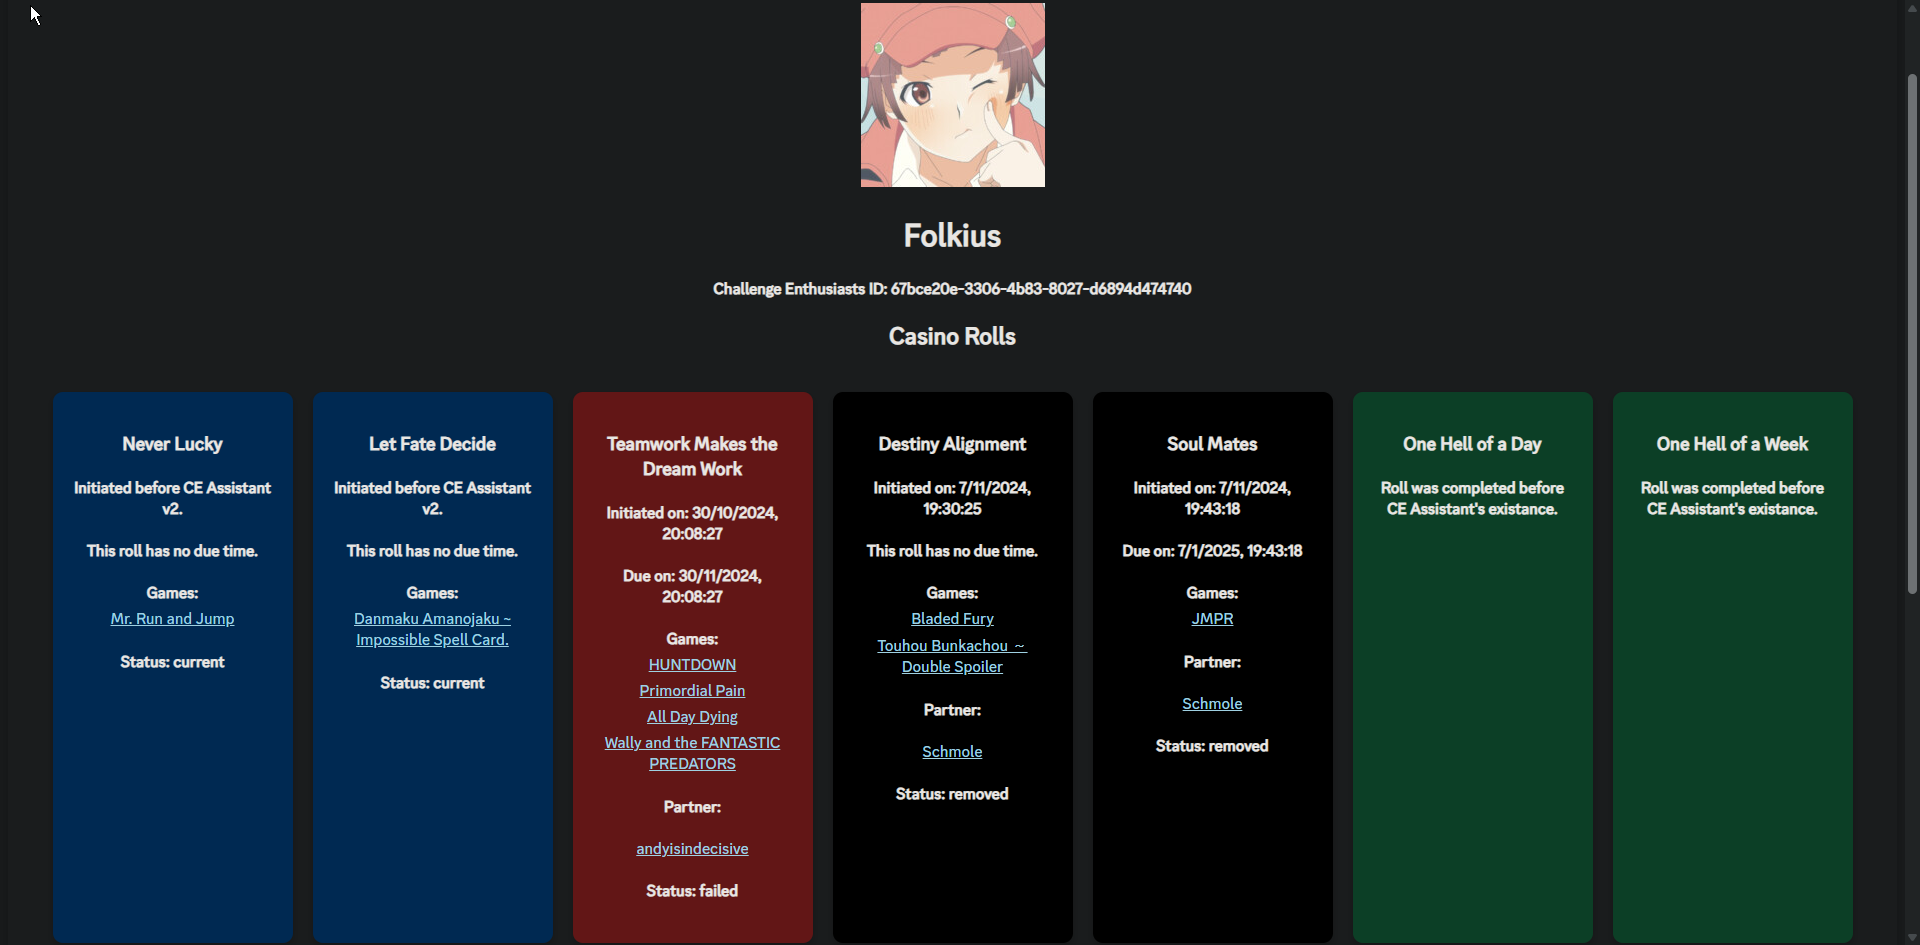 Folkius
Challenge Enthusiasts ID: 67bce20e-3306-4b83-8027-d6894d474740
Casino Rolls
Never Lucky
Initiated before CE Assistant
v2.
This roll has no due time.
Games:
Mr. Run and Jump
Status: current
Let Fate Decide
Initiated before CE Assistant
v2.
This roll has no due time.
Games:
Danmaku Amanojaku ~
Impossible Spell Card.
Status: current
Teamwork Makes the
Dream Work
Initiated on: 30/10/2024,
20:08:27
Due on: 30/11/2024,
20:08:27
Games:
HUNTDOWN
Primordial Pain
All Day Dying
Wally and the FANTASTIC
PREDATORS
Partner:
andyisindecisive
Status: failed
Destiny Alignment
Initiated on: 7/11/2024,
19:30:25
This roll has no due time.
Games:
Bladed Fury
Touhou Bunkachou ～
Double Spoiler
Partner:
Schmole
Status: removed
Soul Mates
Initiated on: 7/11/2024,
19:43:18
Due on: 7/1/2025, 19:43:18
Games:
JMPR
Partner:
Schmole
Status: removed
One Hell of a Day
Roll was completed before
CE Assistant's existance.
One Hell of a Week
Roll was completed before
CE Assistant's existance.